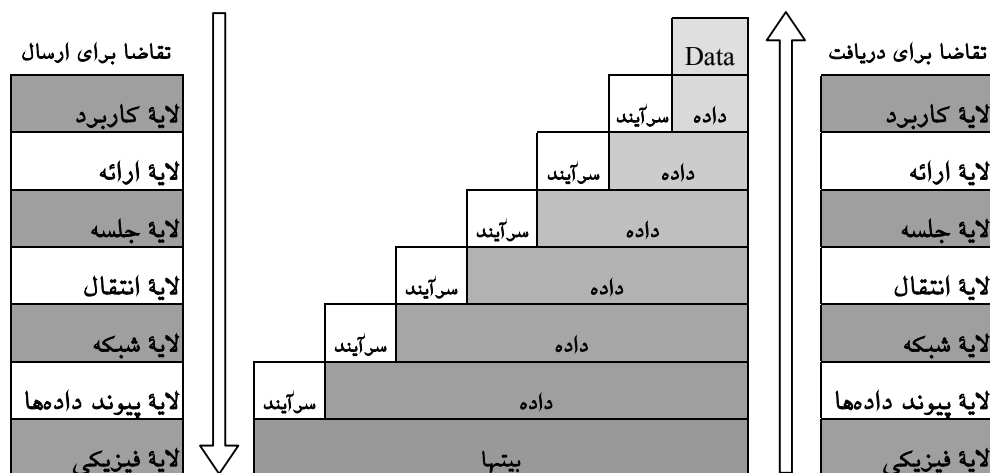 تقاضا برای دریافت
Data
تقاضا برای ارسال
لایهٔ کاربرد
داده
سرآیند
لایهٔ کاربرد
لایهٔ ارائه
داده
سرآیند
لایهٔ ارائه
لایهٔ جلسه
داده
سرآیند
لایهٔ جلسه
لایهٔ انتقال
داده
سرآیند
لایهٔ انتقال
لایهٔ شبکه
داده
سرآیند
لایهٔ شبکه
لایهٔ پیوند داده‌ها
داده
سرآیند
لایهٔ پیوند داده‌ها
لایهٔ فیزیکی
بیتها
لایهٔ فیزیکی